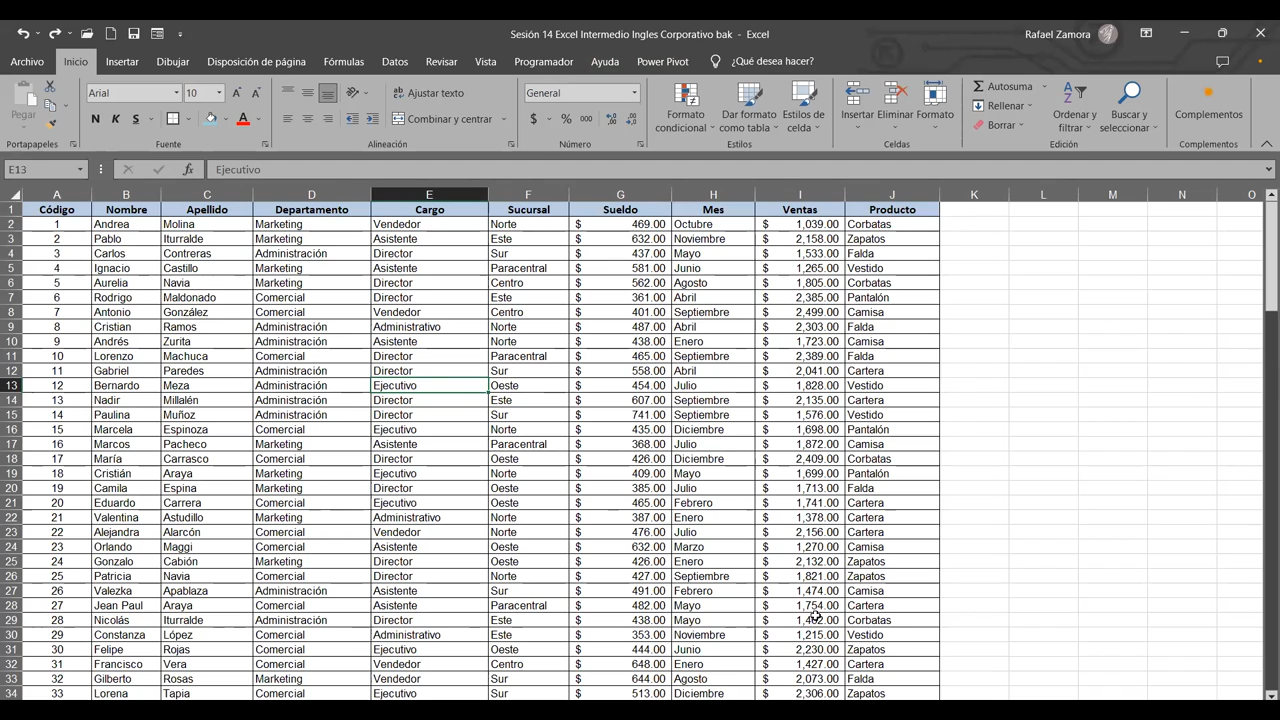 Sesión 14 Excel Intermedio Ingles Corporativo bak - Excel
Rafael Zamora
Archivo Inicio Insertar Dibujar Disposición de página Fórmulas Datos Revisar Vista Programador Ayuda Power Pivot ¿Qué desea hacer?
Pegar Arial 10 Ajustar texto General Formato condicional Dar formato como tabla Estilos de celda Insertar Eliminar Formato Autosuma Rellenar Borrar Ordenar y filtrar Buscar y seleccionar Complementos
N K S Combinar y centrar $ % 000
Portapapeles Fuente Alineación Número Estilos Celdas Edición Complementos
E13 fx Ejecutivo
A B C D E F G H I J K L M N O
1 Código Nombre Apellido Departamento Cargo Sucursal Sueldo Mes Ventas Producto
2 1 Andrea Molina Marketing Vendedor Norte $ 469.00 Octubre $ 1,039.00 Corbatas
3 2 Pablo Iturralde Marketing Asistente Este $ 632.00 Noviembre $ 2,158.00 Zapatos
4 3 Carlos Contreras Administración Director Sur $ 437.00 Mayo $ 1,533.00 Falda
5 4 Ignacio Castillo Marketing Asistente Paracentral $ 581.00 Junio $ 1,265.00 Vestido
6 5 Aurelia Navia Marketing Director Centro $ 562.00 Agosto $ 1,805.00 Corbatas
7 6 Rodrigo Maldonado Comercial Director Este $ 361.00 Abril $ 2,385.00 Pantalón
8 7 Antonio González Comercial Vendedor Centro $ 401.00 Septiembre $ 2,499.00 Camisa
9 8 Cristian Ramos Administración Administrativo Norte $ 487.00 Abril $ 2,303.00 Falda
10 9 Andrés Zurita Administración Asistente Norte $ 438.00 Enero $ 1,723.00 Camisa
11 10 Lorenzo Machuca Comercial Director Paracentral $ 465.00 Septiembre $ 2,389.00 Falda
12 11 Gabriel Paredes Administración Director Sur $ 558.00 Abril $ 2,041.00 Cartera
13 12 Bernardo Meza Administración Ejecutivo Oeste $ 454.00 Julio $ 1,828.00 Vestido
14 13 Nadir Millalén Administración Director Este $ 607.00 Septiembre $ 2,135.00 Cartera
15 14 Paulina Muñoz Administración Director Sur $ 741.00 Abril $ 1,576.00 Vestido
16 15 Marcela Espinoza Comercial Ejecutivo Norte $ 435.00 Diciembre $ 1,698.00 Pantalón
17 16 Marcos Pacheco Marketing Asistente Paracentral $ 368.00 Julio $ 1,872.00 Camisa
18 17 María Carrasco Comercial Director Oeste $ 426.00 Diciembre $ 2,409.00 Corbatas
19 18 Cristián Araya Marketing Ejecutivo Norte $ 409.00 Mayo $ 1,699.00 Pantalón
20 19 Camila Espina Marketing Director Oeste $ 385.00 Julio $ 1,713.00 Falda
21 20 Eduardo Carrera Comercial Ejecutivo Oeste $ 465.00 Febrero $ 1,741.00 Cartera
22 21 Valentina Astudillo Marketing Administrativo Norte $ 387.00 Enero $ 1,378.00 Cartera
23 22 Alejandra Alarcón Comercial Vendedor Norte $ 476.00 Julio $ 2,156.00 Cartera
24 23 Orlando Maggi Comercial Asistente Oeste $ 632.00 Marzo $ 1,270.00 Camisa
25 24 Gonzalo Cabión Marketing Director Oeste $ 426.00 Enero $ 2,132.00 Zapatos
26 25 Patricia Navia Comercial Director Norte $ 427.00 Septiembre $ 1,821.00 Zapatos
27 26 Valezka Apablaza Administración Asistente Sur $ 491.00 Febrero $ 1,474.00 Camisa
28 27 Jean Paul Araya Comercial Asistente Paracentral $ 482.00 Mayo $ 1,754.00 Cartera
29 28 Nicolás Iturralde Administración Director Este $ 438.00 Mayo $ Corbatas
30 29 Constanza López Comercial Administrativo Este $ 353.00 Noviembre $ 1,215.00 Vestido
31 30 Felipe Rojas Comercial Ejecutivo Oeste $ 444.00 Junio $ 2,230.00 Zapatos
32 31 Francisco Vera Comercial Vendedor Centro $ 648.00 Enero $ 1,427.00 Cartera
33 32 Gilberto Rosas Marketing Vendedor Sur $ 644.00 Agosto $ 2,073.00 Falda
34 33 Lorena Tapia Comercial Ejecutivo Sur $ 513.00 Diciembre $ 2,306.00 Zapatos